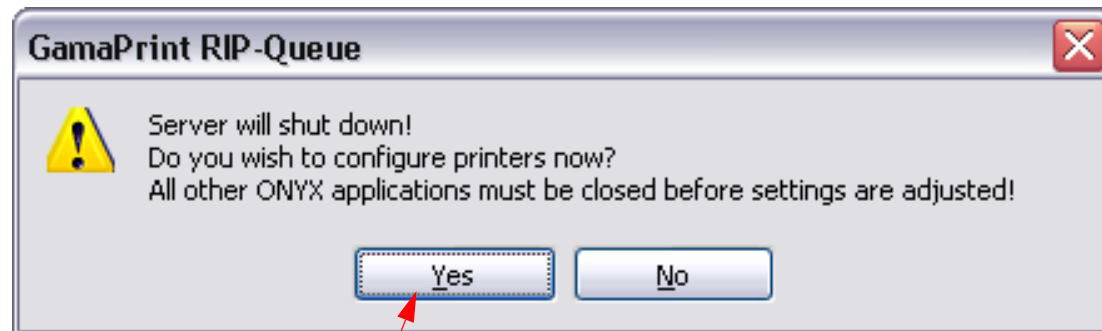 GamaPrint RIP-Queue
Server will shut down!
Do you wish to configure printers now?
All other ONYX applications must be closed before settings are adjusted!
Yes No